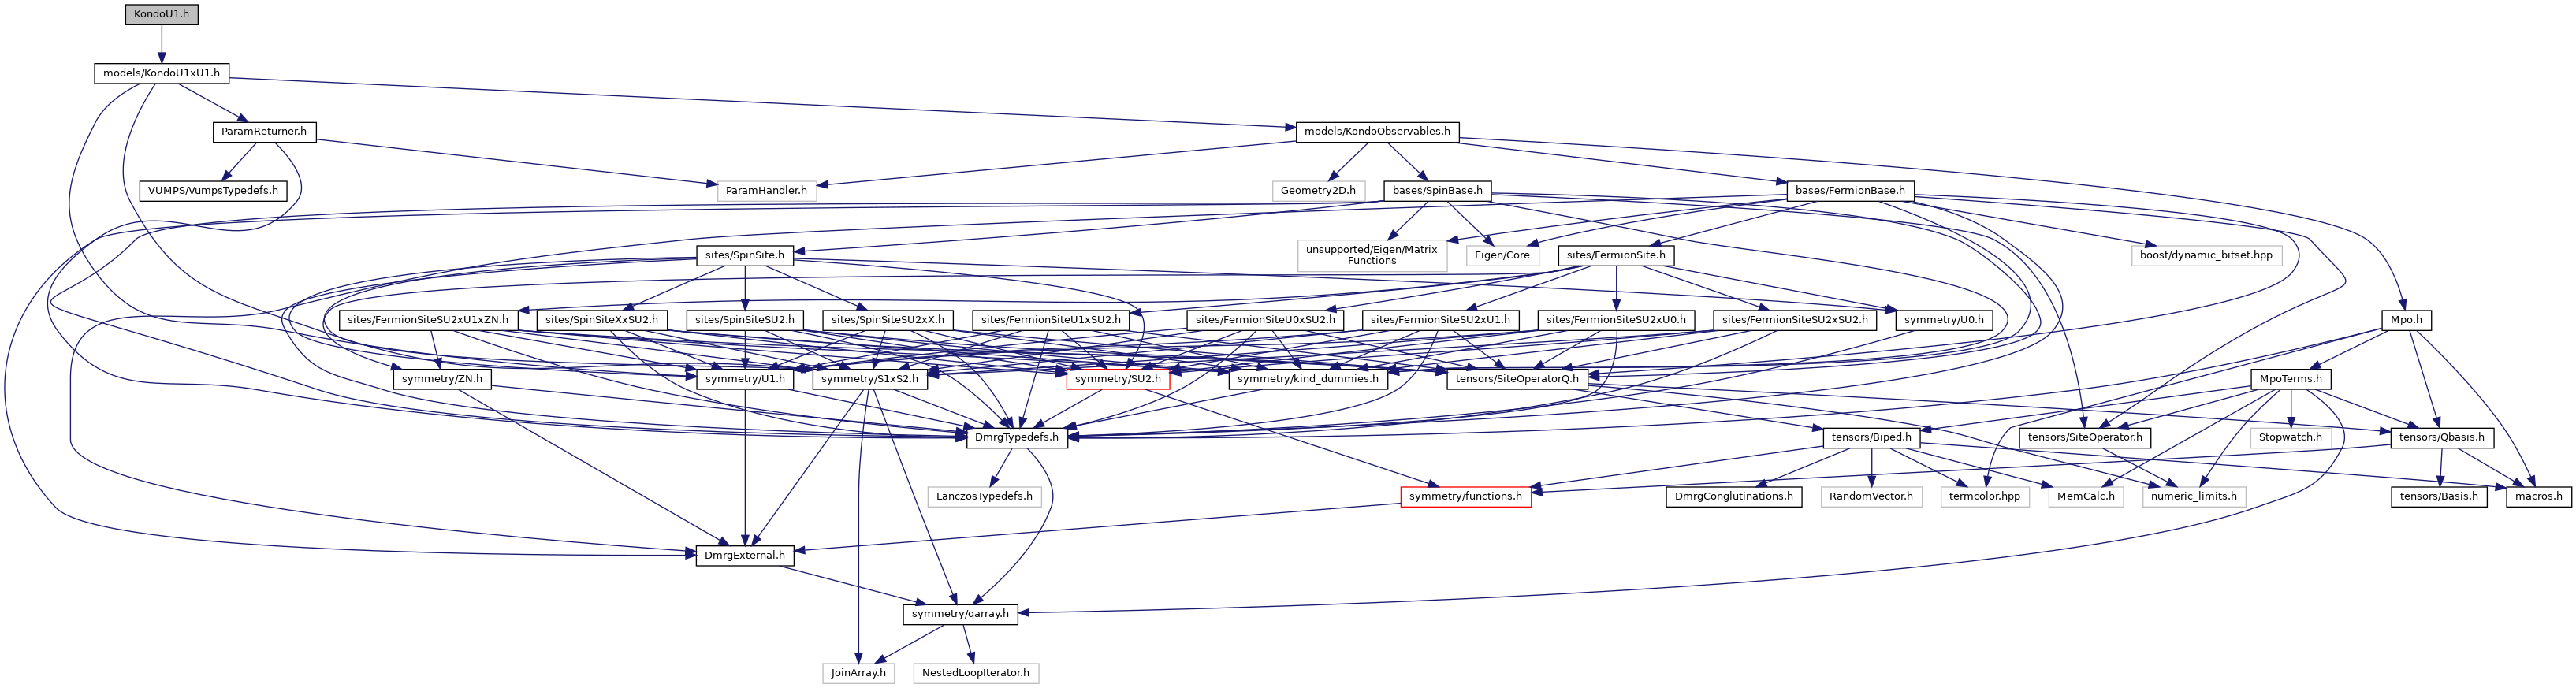 KondoU1.h
models/KondoU1xU1.h
ParamReturner.h
models/KondoObservables.h
VUMPS/VumpsTypedefs.h
ParamHandler.h
Geometry2D.h
bases/SpinBase.h
bases/FermionBase.h
sites/SpinSite.h
unsupported/Eigen/Matrix
Functions
Eigen/Core
sites/FermionSite.h
boost/dynamic_bitset.hpp
sites/FermionSiteSU2xU1xZN.h
sites/SpinSiteXxSU2.h
sites/SpinSiteSU2.h
sites/SpinSiteSU2xX.h
sites/FermionSiteU1xSU2.h
sites/FermionSiteU0xSU2.h
sites/FermionSiteSU2xU1.h
sites/FermionSiteSU2xU0.h
sites/FermionSiteSU2xSU2.h
symmetry/U0.h
Mpo.h
symmetry/ZN.h
symmetry/U1.h
symmetry/S1xS2.h
symmetry/SU2.h
symmetry/kind_dummies.h
tensors/SiteOperatorQ.h
MpoTerms.h
DmrgTypedefs.h
tensors/Biped.h
tensors/SiteOperator.h
Stopwatch.h
tensors/Qbasis.h
LanczosTypedefs.h
symmetry/functions.h
DmrgConglutinations.h
RandomVector.h
termcolor.hpp
MemCalc.h
numeric_limits.h
tensors/Basis.h
macros.h
DmrgExternal.h
symmetry/qarray.h
JoinArray.h
NestedLoopIterator.h